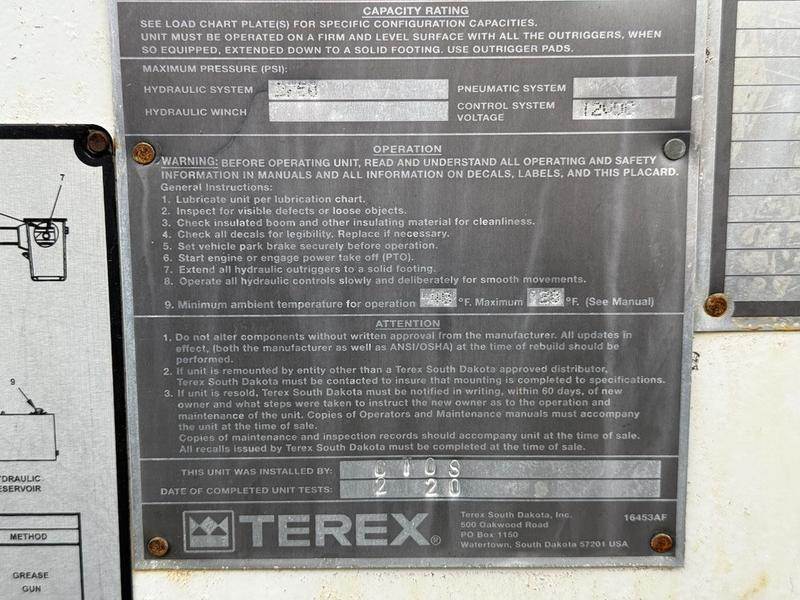 CAPACITY RATING
SEE LOAD CHART PLATE(S) FOR SPECIFIC CONFIGURATION CAPACITIES.
UNIT MUST BE OPERATED ON A FIRM AND LEVEL SURFACE WITH ALL THE OUTRIGGERS, WHEN
SO EQUIPPED, EXTENDED DOWN TO A SOLID FOOTING. USE OUTRIGGER PADS.
MAXIMUM PRESSURE (PSI):
HYDRAULIC SYSTEM
PNEUMATIC SYSTEM
HYDRAULIC WINCH
CONTROL SYSTEM
VOLTAGE
12VDC
OPERATION
WARNING: BEFORE OPERATING UNIT, READ AND UNDERSTAND ALL OPERATING AND SAFETY
INFORMATION IN MANUALS AND ALL INFORMATION ON DECALS, LABELS, AND THIS PLACARD.
General Instructions:
1. Lubricate unit per lubrication chart.
2. Inspect for visible defects or loose objects.
3. Check insulated boom and other insulating material for cleanliness.
4. Check all decals for legibility. Replace if necessary.
5. Set vehicle park brake securely before operation.
6. Start engine or engage power take off (PTO).
7. Extend all hydraulic outriggers to a solid footing.
8. Operate all hydraulic controls slowly and deliberately for smooth movements.
9. Minimum ambient temperature for operation °F. Maximum °F. (See Manual)
ATTENTION
1. Do not alter components without written approval from the manufacturer. All updates in
effect, (both the manufacturer as well as ANSI/OSHA) at the time of rebuild should be
performed.
2. If unit is remounted by entity other than a Terex South Dakota approved distributor,
Terex South Dakota must be contacted to insure that mounting is completed to specifications.
3. If unit is resold, Terex South Dakota must be notified in writing, within 60 days, of new
owner and what steps were taken to instruct the new owner as to the operation and
maintenance of the unit. Copies of Operators and Maintenance manuals must accompany
the unit at the time of sale.
Copies of maintenance and inspection records should accompany unit at the time of sale.
All recalls issued by Terex South Dakota must be completed at the time of sale.
THIS UNIT WAS INSTALLED BY: CTOS
DATE OF COMPLETED UNIT TESTS: 2 20
TEREX®
Terex South Dakota, Inc.
500 Oakwood Road
PO Box 1150
Watertown, South Dakota 57201 USA
16453AF
7
9
METHOD
GREASE
GUN